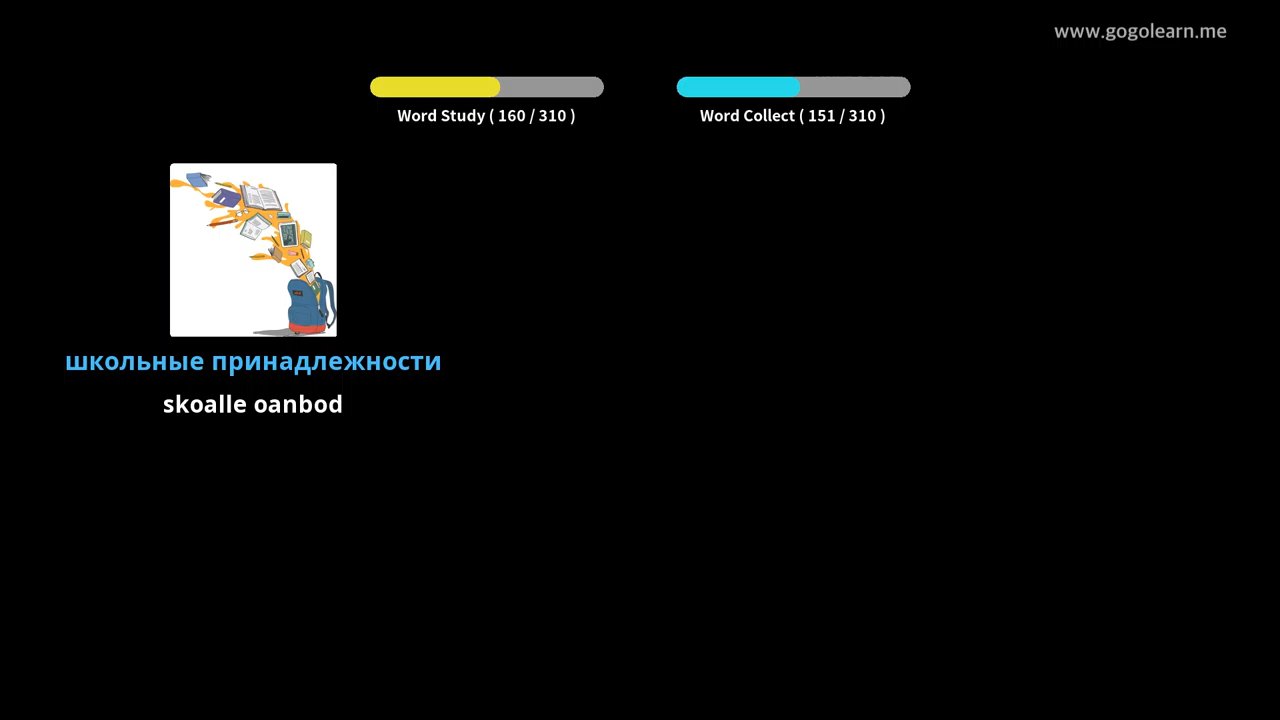 www.gogolearn.me
Word Study ( 160 / 310 )
Word Collect ( 151 / 310 )
школьные принадлежности
skoalle oanbod